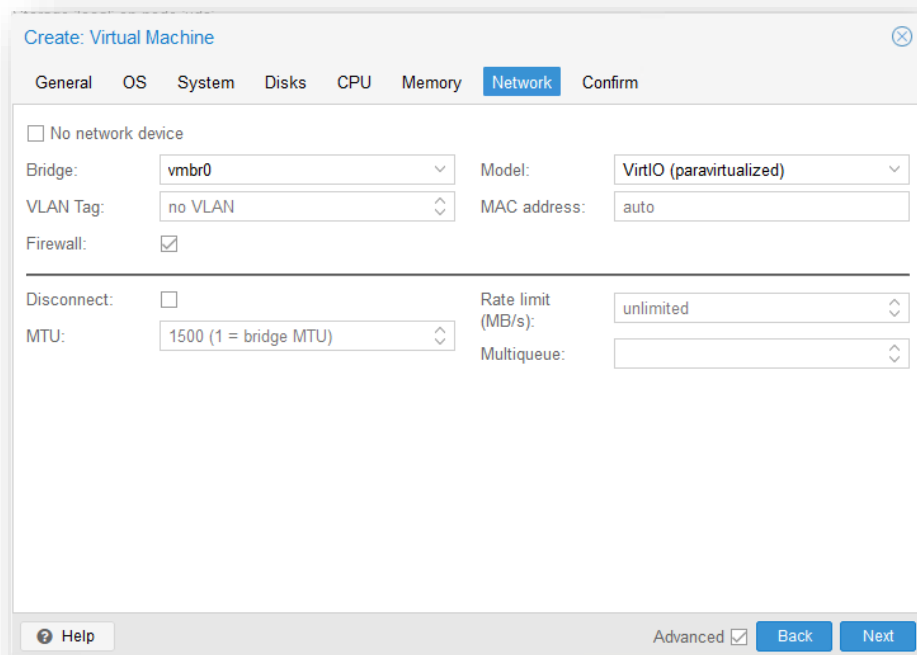 Create: Virtual Machine
General OS System Disks CPU Memory Network Confirm
No network device
Bridge: vmbr0 Model: VirtIO (paravirtualized)
VLAN Tag: no VLAN MAC address: auto
Firewall:
Disconnect: Rate limit (MB/s): unlimited
MTU: 1500 (1 = bridge MTU) Multiqueue:
Help Advanced Back Next